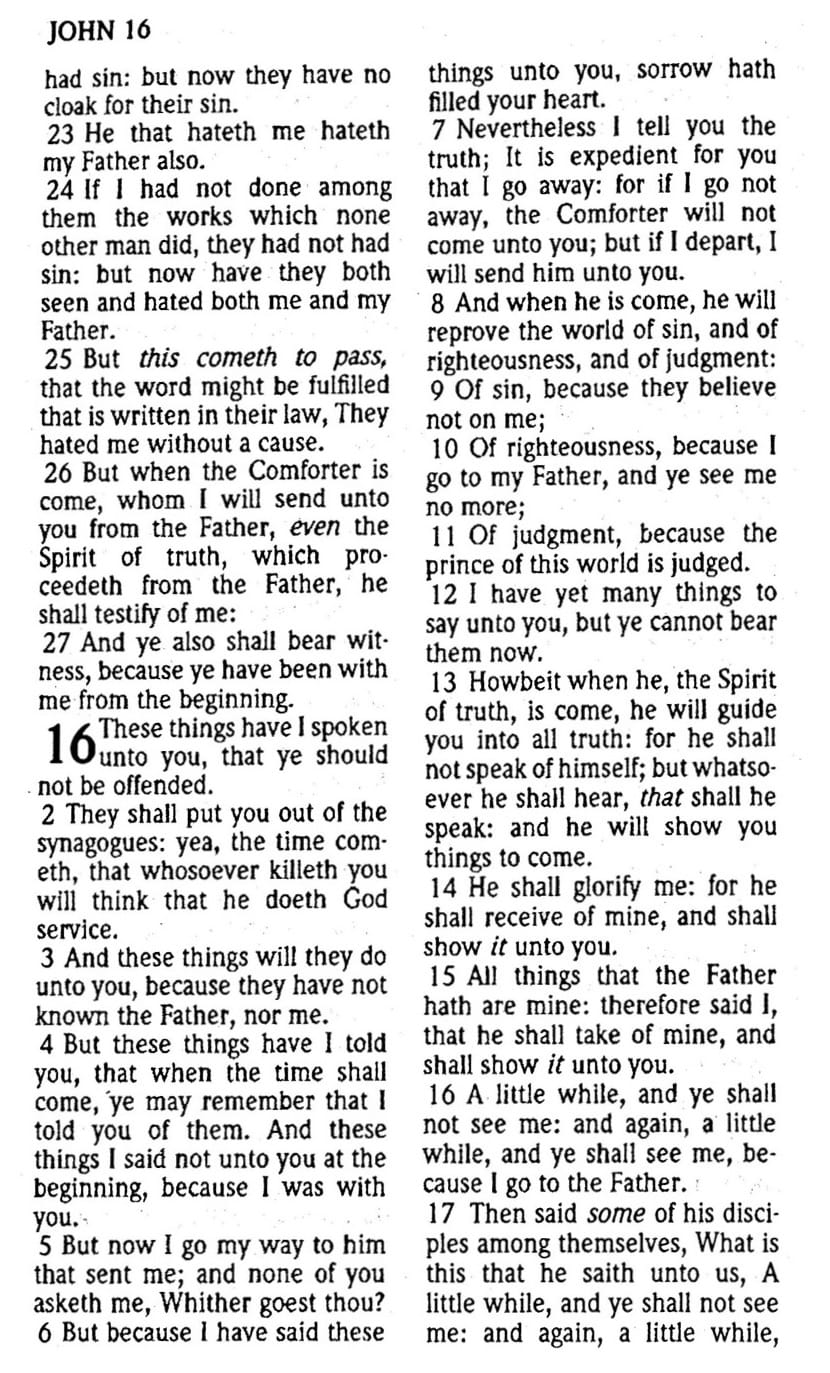 JOHN 16
had sin: but now they have no
cloak for their sin.
23 He that hateth me hateth
my Father also.
24 If I had not done among
them the works which none
other man did, they had not had
sin: but now have they both
seen and hated both me and my
Father.
25 But this cometh to pass,
that the word might be fulfilled
that is written in their law, They
hated me without a cause.
26 But when the Comforter is
come, whom I will send unto
you from the Father, even the
Spirit of truth, which pro-
ceedeth from the Father, he
shall testify of me:
27 And ye also shall bear wit-
ness, because ye have been with
me from the beginning.
16 These things have I spoken
unto you, that ye should
not be offended.
2 They shall put you out of the
synagogues: yea, the time com-
eth, that whosoever killeth you
will think that he doeth God
service.
3 And these things will they do
unto you, because they have not
known the Father, nor me.
4 But these things have I told
you, that when the time shall
come, ye may remember that I
told you of them. And these
things I said not unto you at the
beginning, because I was with
you.
5 But now I go my way to him
that sent me; and none of you
asketh me, Whither goest thou?
6 But because I have said these
things unto you, sorrow hath
filled your heart.
7 Nevertheless I tell you the
truth; It is expedient for you
that I go away: for if I go not
away, the Comforter will not
come unto you; but if I depart, I
will send him unto you.
8 And when he is come, he will
reprove the world of sin, and of
righteousness, and of judgment:
9 Of sin, because they believe
not on me;
10 Of righteousness, because I
go to my Father, and ye see me
no more;
11 Of judgment, because the
prince of this world is judged.
12 I have yet many things to
say unto you, but ye cannot bear
them now.
13 Howbeit when he, the Spirit
of truth, is come, he will guide
you into all truth: for he shall
not speak of himself; but whatso-
ever he shall hear, that shall he
speak: and he will show you
things to come.
14 He shall glorify me: for he
shall receive of mine, and shall
show it unto you.
15 All things that the Father
hath are mine: therefore said I,
that he shall take of mine, and
shall show it unto you.
16 A little while, and ye shall
not see me: and again, a little
while, and ye shall see me, be-
cause I go to the Father.
17 Then said some of his disci-
ples among themselves, What is
this that he saith unto us, A
little while, and ye shall not see
me: and again, a little while,